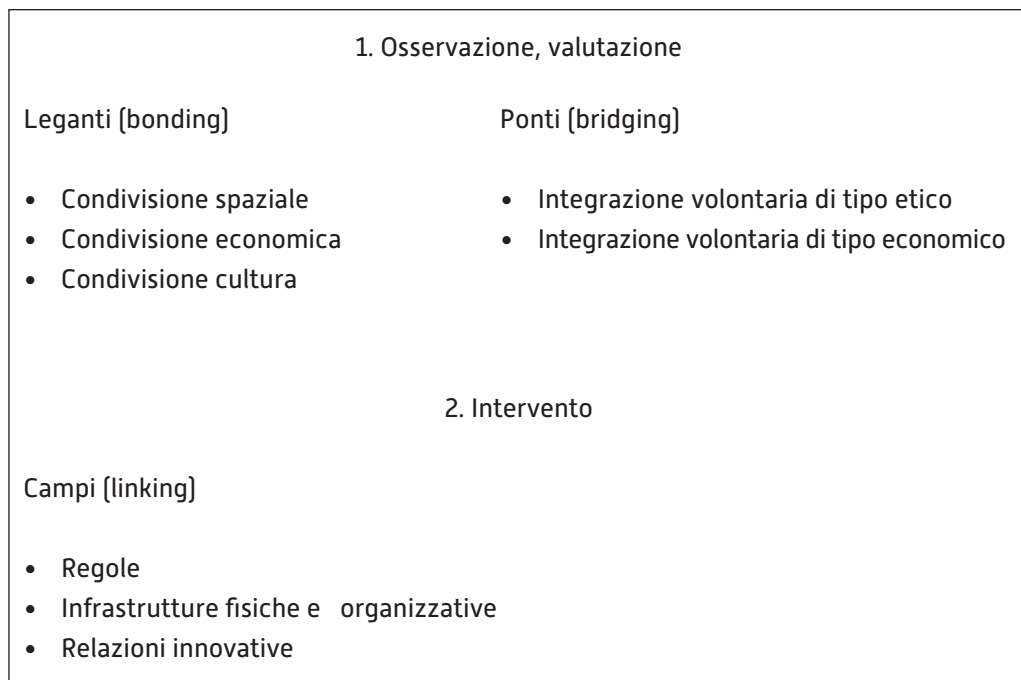 1. Osservazione, valutazione
Leganti (bonding)
Ponti (bridging)
• Condivisione spaziale
• Condivisione economica
• Condivisione cultura
• Integrazione volontaria di tipo etico
• Integrazione volontaria di tipo economico
2. Intervento
Campi (linking)
• Regole
• Infrastrutture fisiche e organizzative
• Relazioni innovative